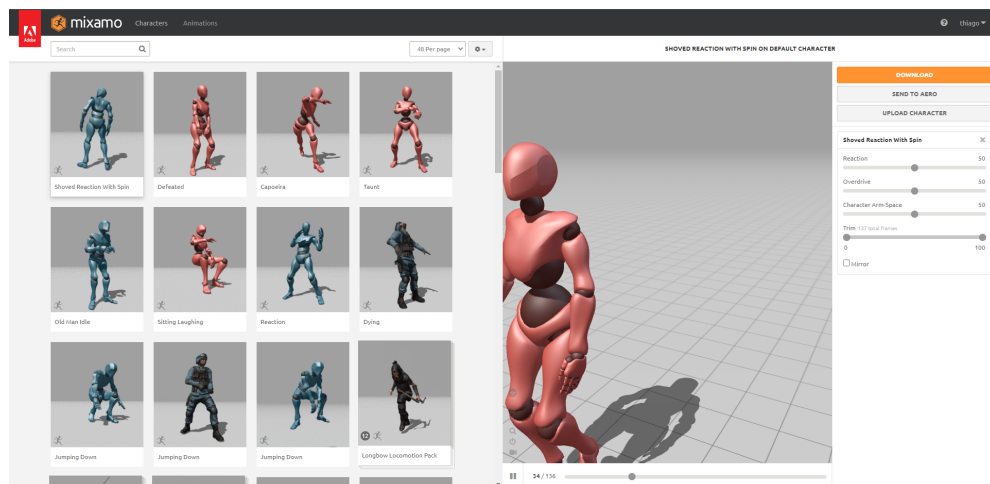 Adobe
mixamo
Characters
Animations
thiago
Search
48 Per page
SHOVED REACTION WITH SPIN ON DEFAULT CHARACTER
DOWNLOAD
SEND TO AERO
UPLOAD CHARACTER
Shoved Reaction With Spin
Reaction 50
Overdrive 50
Character Arm-Space 50
Trim 137 total frames
0 100
Mirror
Shoved Reaction With Spin
Defeated
Capoeira
Taunt
Old Man Idle
Sitting Laughing
Reaction
Dying
Jumping Down
Jumping Down
Jumping Down
12
Longbow Locomotion Pack
34 / 136